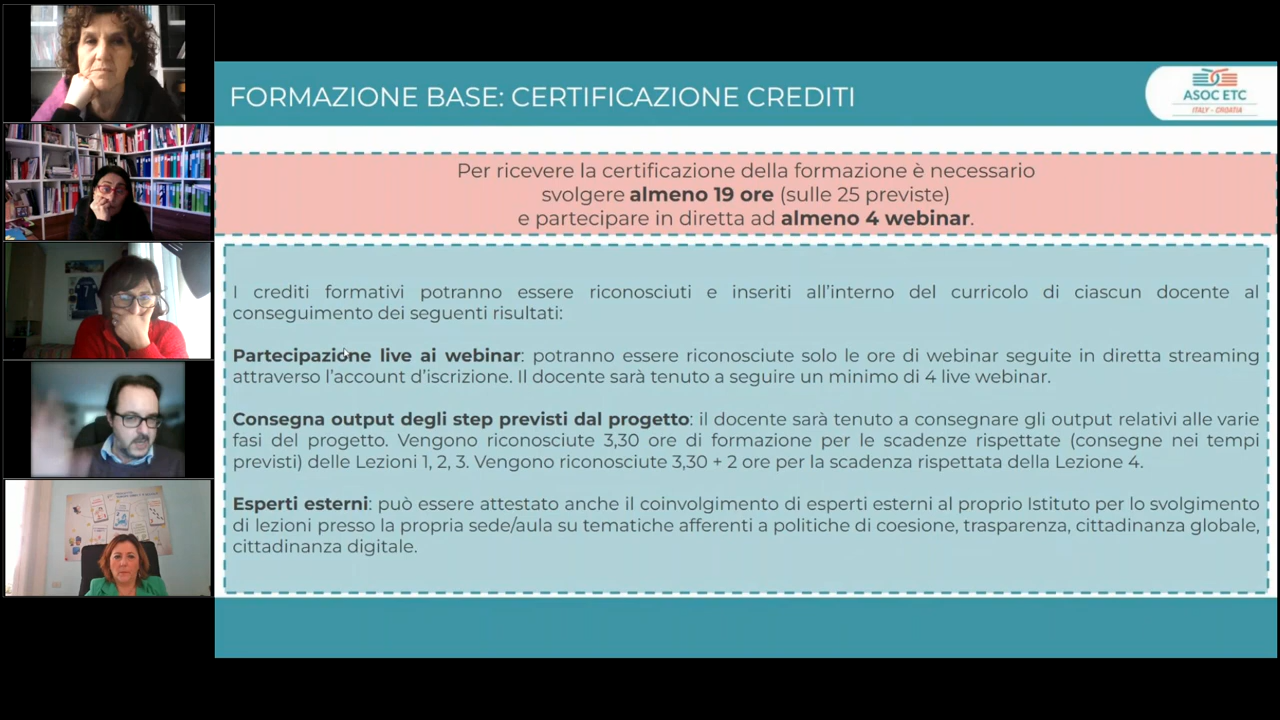 FORMAZIONE BASE: CERTIFICAZIONE CREDITI
ASOC ETC
ITALY - CROATIA
Per ricevere la certificazione della formazione è necessario
svolgere almeno 19 ore (sulle 25 previste)
e partecipare in diretta ad almeno 4 webinar.
I crediti formativi potranno essere riconosciuti e inseriti all'interno del curricolo di ciascun docente al
conseguimento dei seguenti risultati:
Partecipazione live ai webinar: potranno essere riconosciute solo le ore di webinar seguite in diretta streaming
attraverso l'account d'iscrizione. Il docente sarà tenuto a seguire un minimo di 4 live webinar.
Consegna output degli step previsti dal progetto: il docente sarà tenuto a consegnare gli output relativi alle varie
fasi del progetto. Vengono riconosciute 3,30 ore di formazione per le scadenze rispettate (consegne nei tempi
previsti) delle Lezioni 1, 2, 3. Vengono riconosciute 3,30 + 2 ore per la scadenza rispettata della Lezione 4.
Esperti esterni: può essere attestato anche il coinvolgimento di esperti esterni al proprio Istituto per lo svolgimento
di lezioni presso la propria sede/aula su tematiche afferenti a politiche di coesione, trasparenza, cittadinanza globale,
cittadinanza digitale.